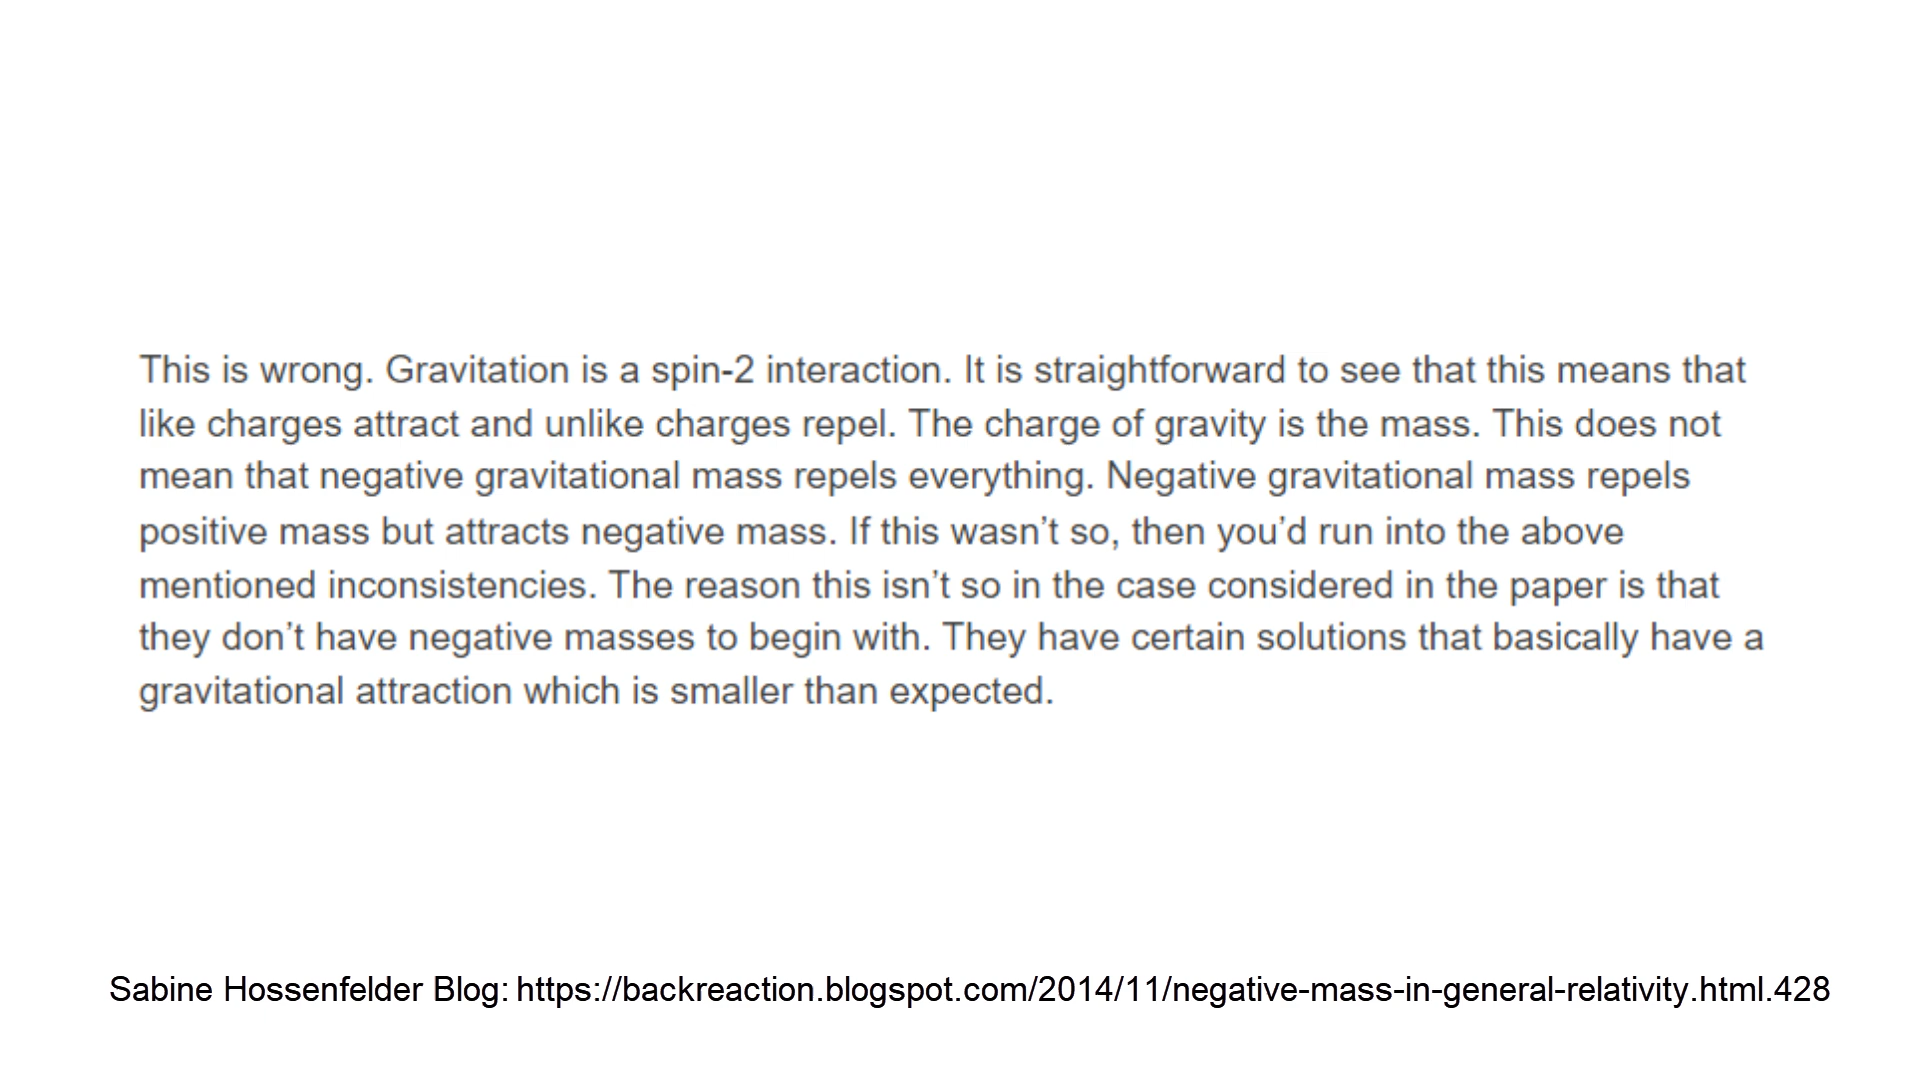 This is wrong. Gravitation is a spin-2 interaction. It is straightforward to see that this means that
like charges attract and unlike charges repel. The charge of gravity is the mass. This does not
mean that negative gravitational mass repels everything. Negative gravitational mass repels
positive mass but attracts negative mass. If this wasn’t so, then you’d run into the above
mentioned inconsistencies. The reason this isn’t so in the case considered in the paper is that
they don’t have negative masses to begin with. They have certain solutions that basically have a
gravitational attraction which is smaller than expected.
Sabine Hossenfelder Blog: https://backreaction.blogspot.com/2014/11/negative-mass-in-general-relativity.html.428